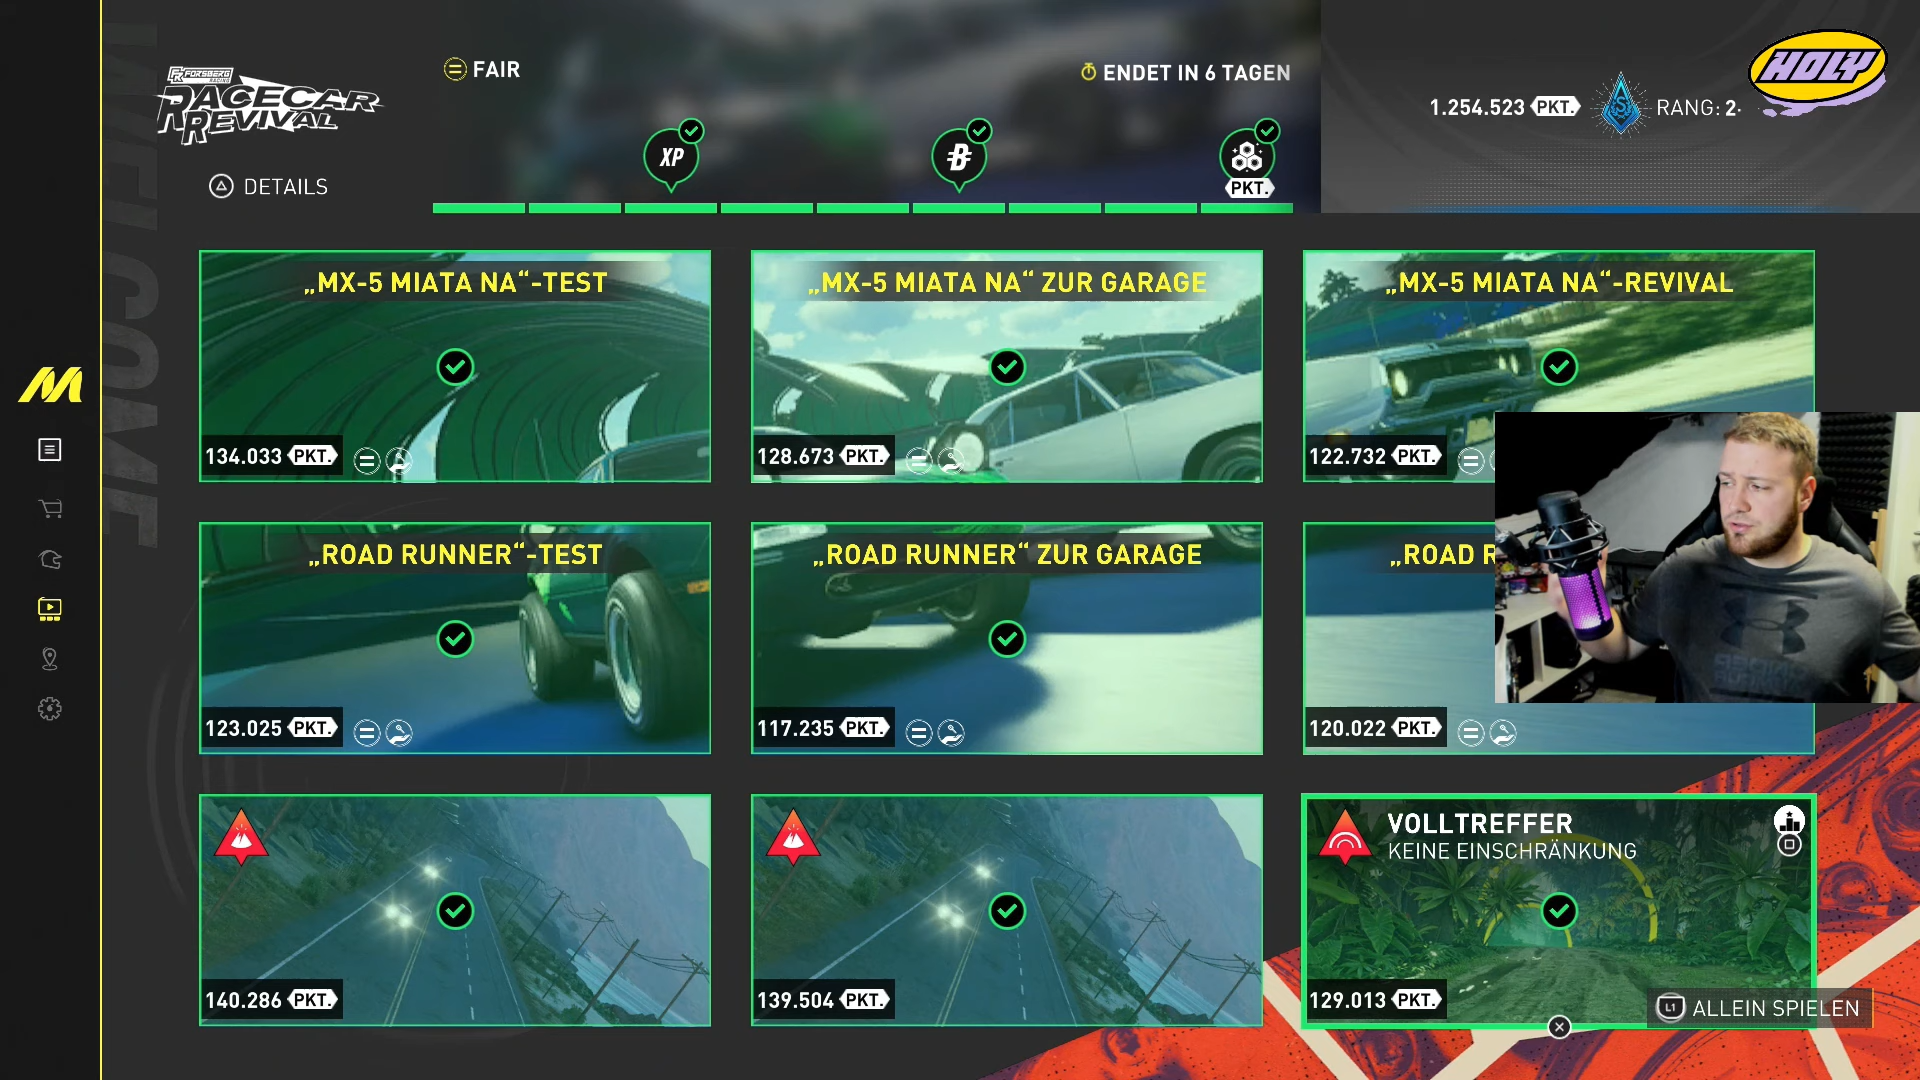 FORSBERG
RACING
RACECAR
REVIVAL
FAIR
ENDET IN 6 TAGEN
HOLY
1.254.523 PKT.
RANG: 2
XP
PKT.
DETAILS
WELCOME
„MX-5 MIATA NA“-TEST
134.033 PKT.
„MX-5 MIATA NA“ ZUR GARAGE
128.673 PKT.
„MX-5 MIATA NA“-REVIVAL
122.732 PKT.
„ROAD RUNNER“-TEST
123.025 PKT.
„ROAD RUNNER“ ZUR GARAGE
117.235 PKT.
„ROAD
120.022 PKT.
140.286 PKT.
139.504 PKT.
VOLLTREFFER
KEINE EINSCHRÄNKUNG
129.013 PKT.
L1 ALLEIN SPIELEN